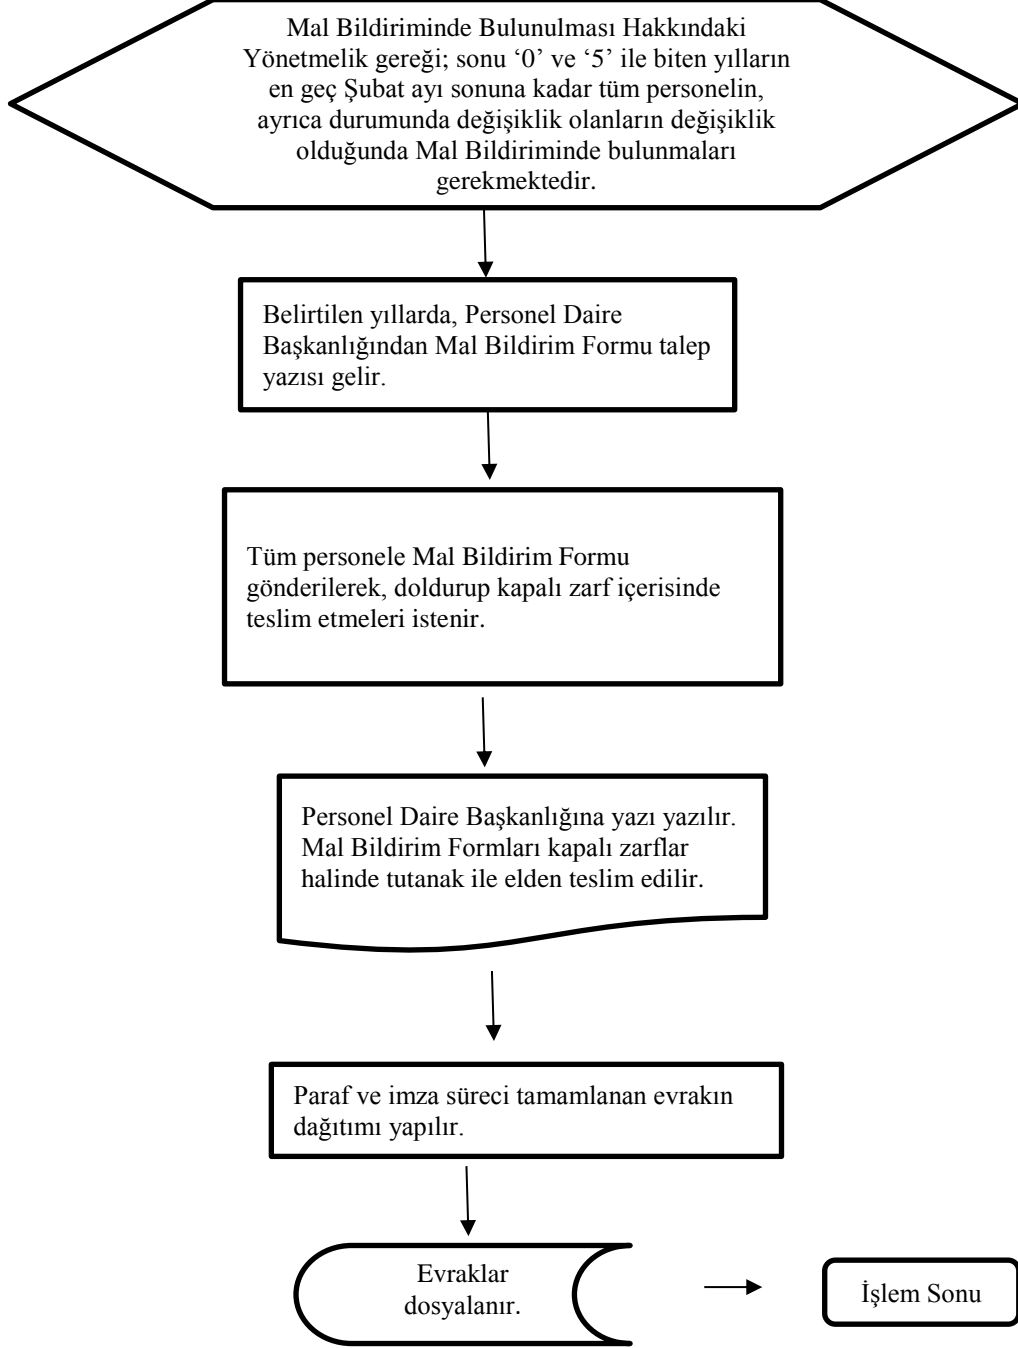 Mal Bildiriminde Bulunulması Hakkındaki
Yönetmelik gereği; sonu ‘0’ ve ‘5’ ile biten yılların
en geç Şubat ayı sonuna kadar tüm personelin,
ayrıca durumunda değişiklik olanların değişiklik
olduğunda Mal Bildiriminde bulunmaları
gerekmektedir.
Belirtilen yıllarda, Personel Daire
Başkanlığından Mal Bildirim Formu talep
yazısı gelir.
Tüm personele Mal Bildirim Formu
gönderilerek, doldurup kapalı zarf içerisinde
teslim etmeleri istenir.
Personel Daire Başkanlığına yazı yazılır.
Mal Bildirim Formları kapalı zarflar
halinde tutanak ile elden teslim edilir.
Paraf ve imza süreci tamamlanan evrakın
dağıtımı yapılır.
Evraklar
dosyalanır.
İşlem Sonu